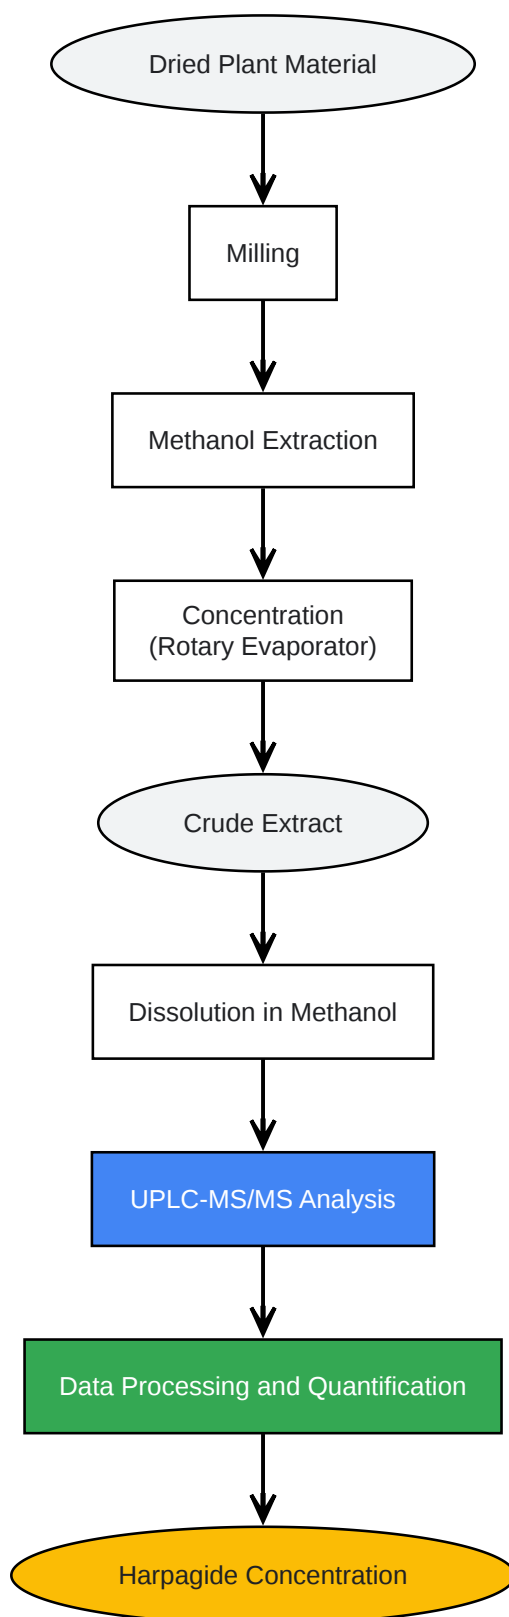 Dried Plant Material
Milling
Methanol Extraction
Concentration
(Rotary Evaporator)
Crude Extract
Dissolution in Methanol
UPLC-MS/MS Analysis
Data Processing and Quantification
Harpagide Concentration